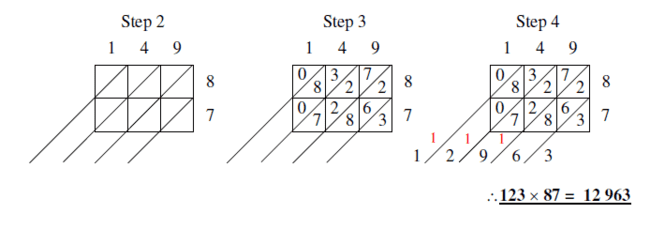 Step 2 Step 3 Step 4
1 4 9 1 4 9 1 4 9
0 8 3 2 7 2 8 0 8 3 2 7 2 8
8
7
0 7 2 8 6 3 7 0 7 2 8 6 3 7
1 1 1
1 2 9 6 3
∴ 123 × 87 = 12 963